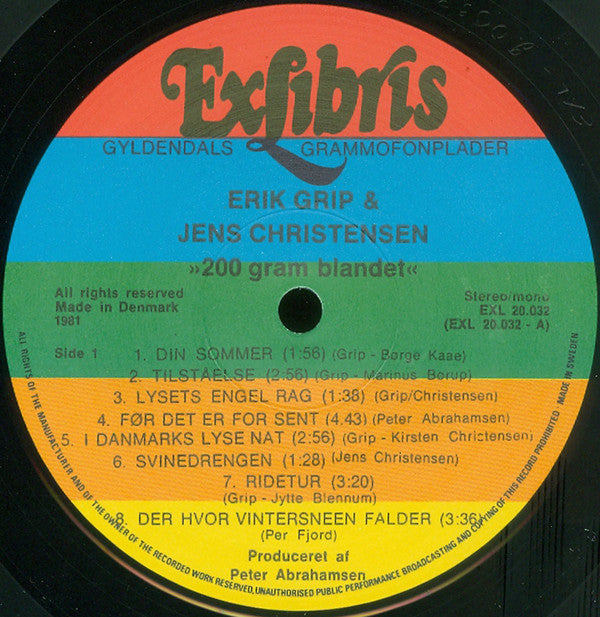 Exlibris
GYLDENDALS GRAMMOFONPLADER
ERIK GRIP &
JENS CHRISTENSEN
»200 gram blandet«
All rights reserved
Made in Denmark
1981
Stereo/mono
EXL 20.032
(EXL 20.032 - A)
Side 1
1. DIN SOMMER (1:56) (Grip - Børge Kaae)
2. TILSTÅELSE (2:56) (Grip - Marinus Børup)
3. LYSETS ENGEL RAG (1:38) (Grip/Christensen)
4. FØR DET ER FOR SENT (4.43) (Peter Abrahamsen)
5. I DANMARKS LYSE NAT (2:56) (Grip - Kirsten Chrictensen)
6. SVINEDRENGEN (1:28) (Jens Christensen)
7. RIDETUR (3:20)
(Grip - Jytte Blennum)
8. DER HVOR VINTERSNEEN FALDER (3:36)
(Per Fjord)
Produceret af
Peter Abrahamsen
ALL RIGHTS OF THE MANUFACTURER AND OF THE OWNER OF THE RECORDED WORK RESERVED. UNAUTHORISED PUBLIC PERFORMANCE BROADCASTING AND COPYING OF THIS RECORD PROHIBITED. MADE IN SWEDEN